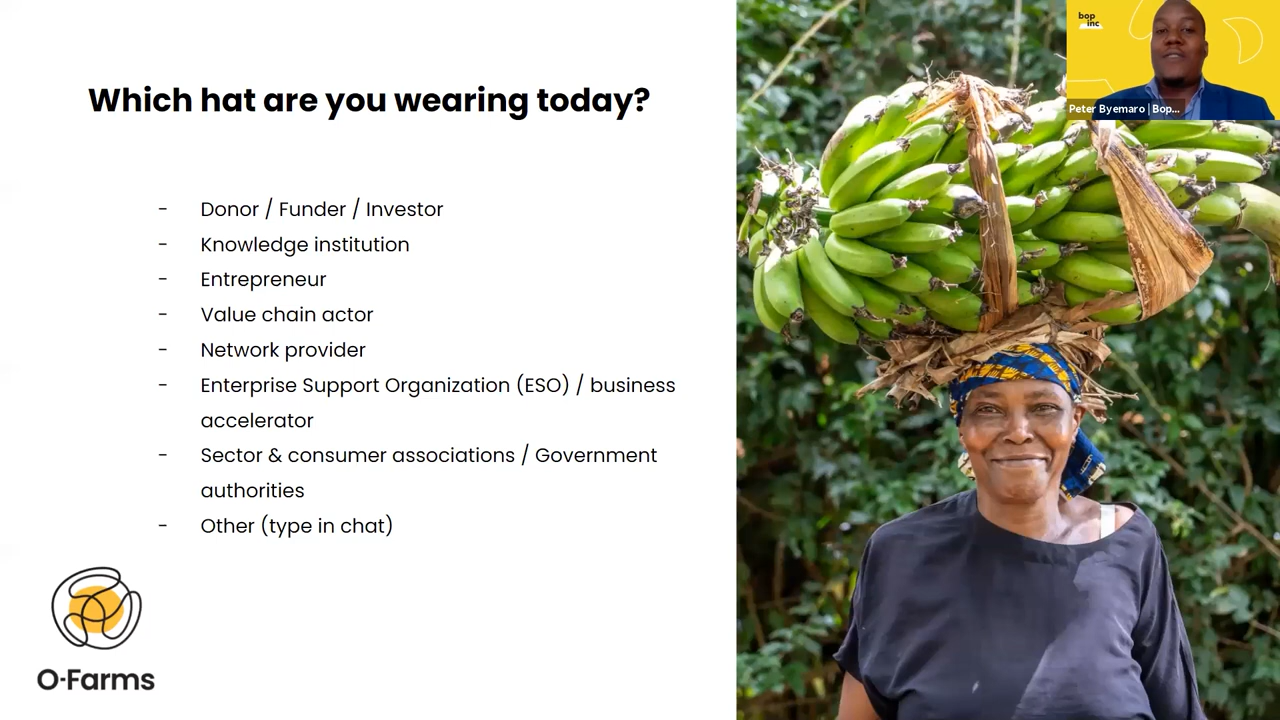 Which hat are you wearing today?
- Donor / Funder / Investor
- Knowledge institution
- Entrepreneur
- Value chain actor
- Network provider
- Enterprise Support Organization (ESO) / business
accelerator
- Sector & consumer associations / Government
authorities
- Other (type in chat)
O·Farms
bop
inc
Peter Byemaro | Bop...